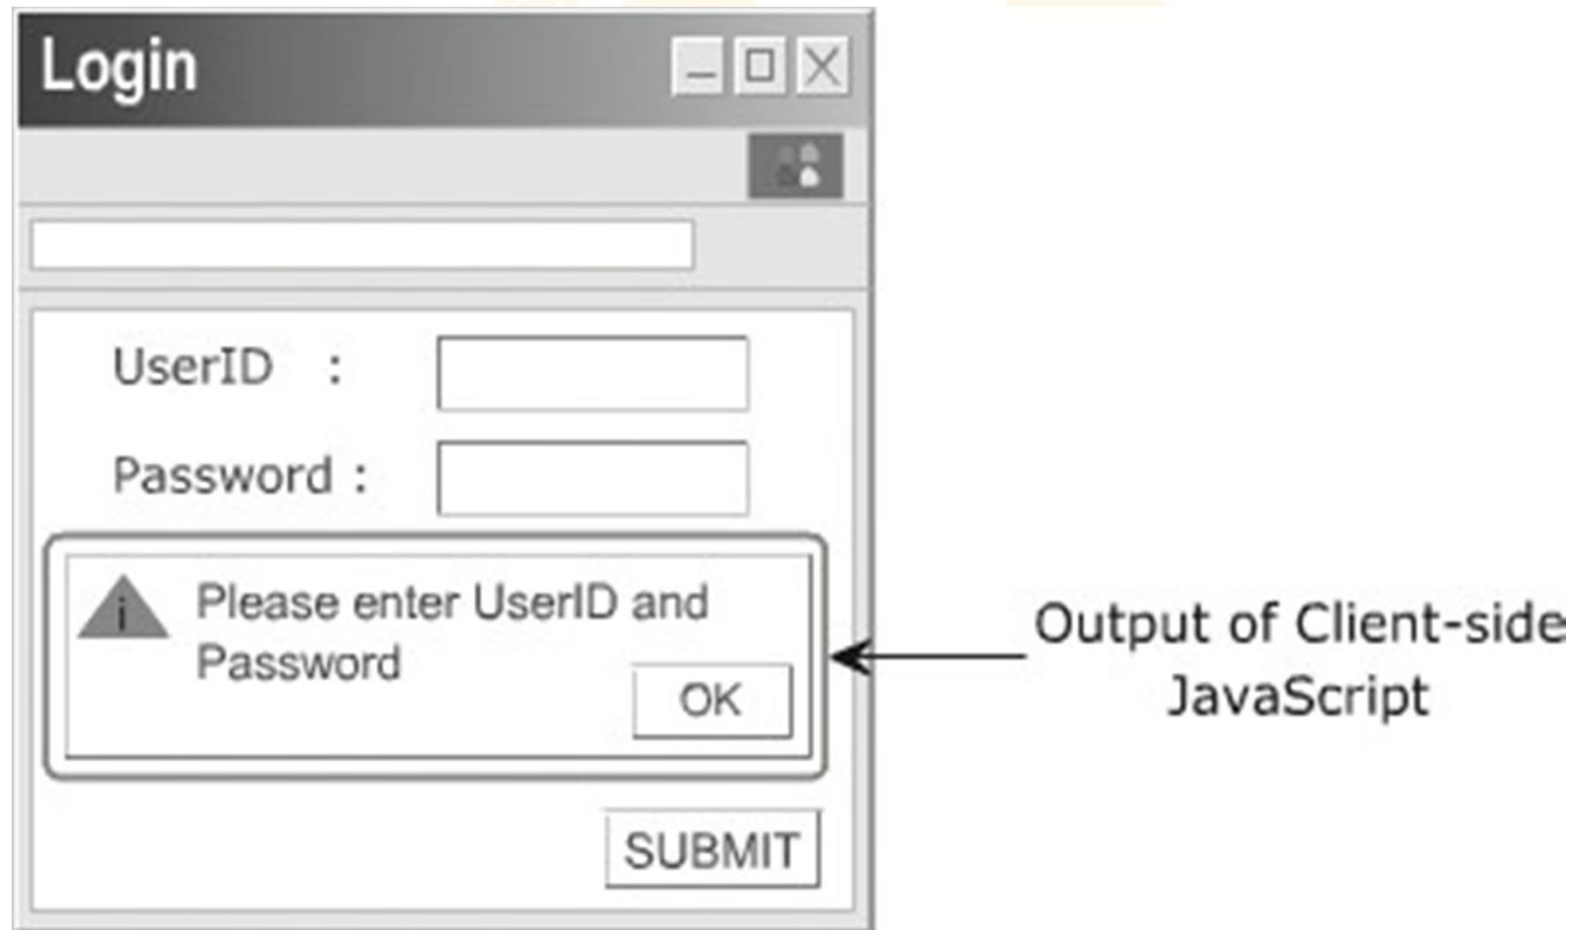 Login
UserID :
Password :
Please enter UserID and
Password
OK
SUBMIT
Output of Client-side
JavaScript